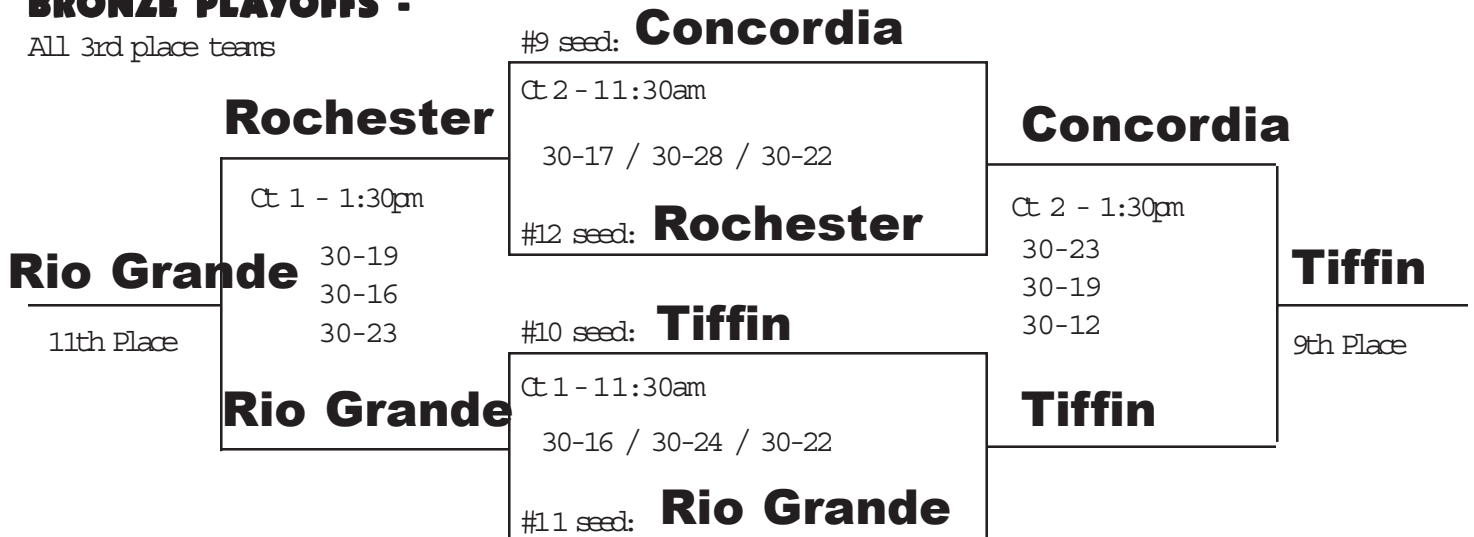 BRONZE PLAYOFFS -
All 3rd place teams
#9 seed: Concordia
Ct 2 - 11:30am
30-17 / 30-28 / 30-22
#12 seed: Rochester
Rochester
Ct 1 - 1:30pm
30-19
30-16
30-23
Rio Grande
Rio Grande
11th Place
#10 seed: Tiffin
Ct 1 - 11:30am
30-16 / 30-24 / 30-22
#11 seed: Rio Grande
Concordia
Ct 2 - 1:30pm
30-23
30-19
30-12
Tiffin
Tiffin
9th Place